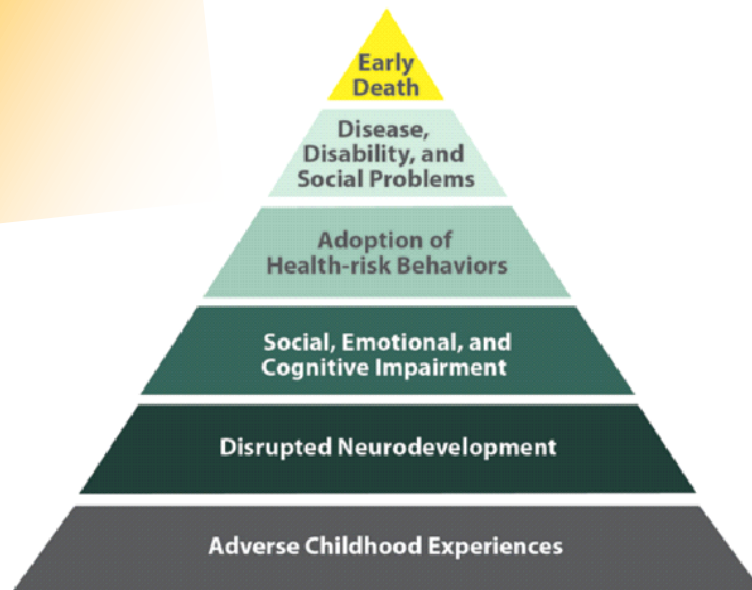 Early
Death
Disease,
Disability, and
Social Problems
Adoption of
Health-risk Behaviors
Social, Emotional, and
Cognitive Impairment
Disrupted Neurodevelopment
Adverse Childhood Experiences